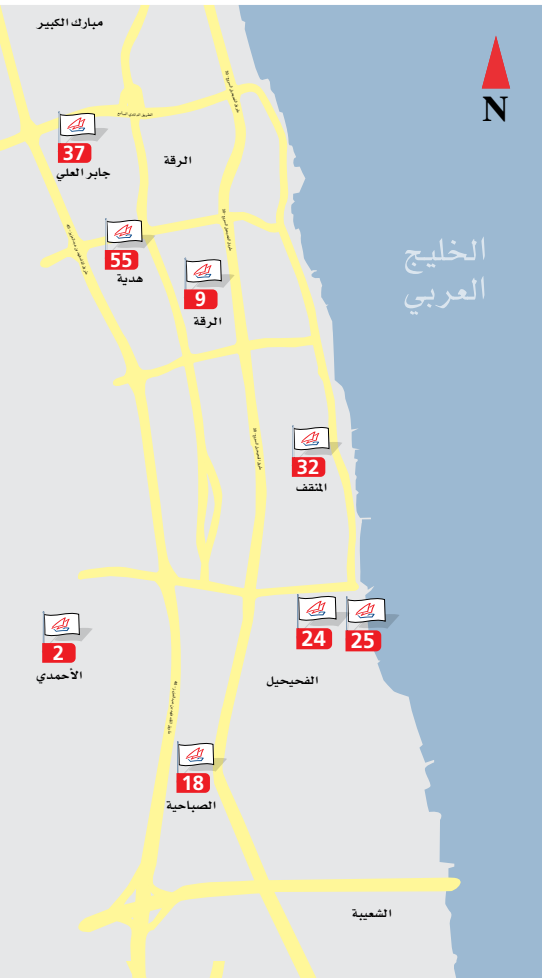 مبارك الكبير
N
37
جابر العلي
الرقة
الخليج
العربي
55
هدية
9
الرقة
32
المنقف
24
25
الفحيحيل
2
الأحمدي
18
الصباحية
الشعيبة